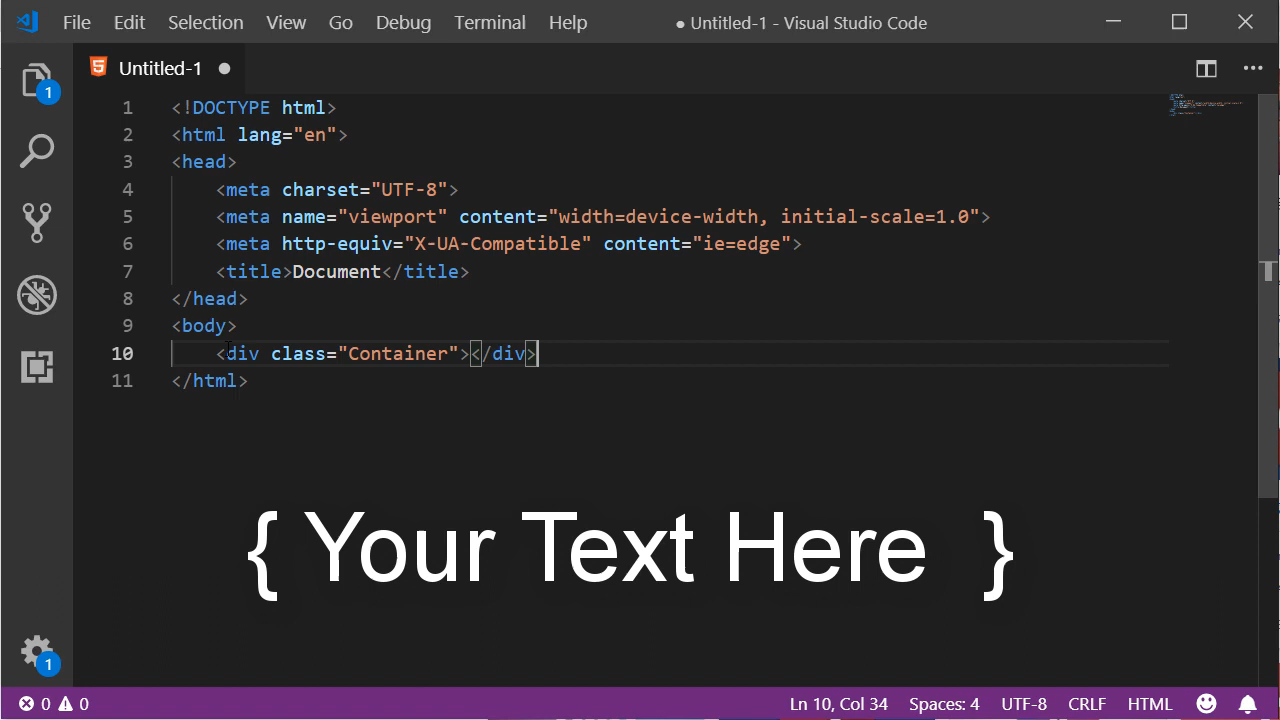 File Edit Selection View Go Debug Terminal Help ● Untitled-1 - Visual Studio Code
Untitled-1 ●
1 <!DOCTYPE html>
2 <html lang="en">
3 <head>
4 <meta charset="UTF-8">
5 <meta name="viewport" content="width=device-width, initial-scale=1.0">
6 <meta http-equiv="X-UA-Compatible" content="ie=edge">
7 <title>Document</title>
8 </head>
9 <body>
10 <div class="Container"></div>
11 </html>
{ Your Text Here }
1
1
0 0 Ln 10, Col 34 Spaces: 4 UTF-8 CRLF HTML